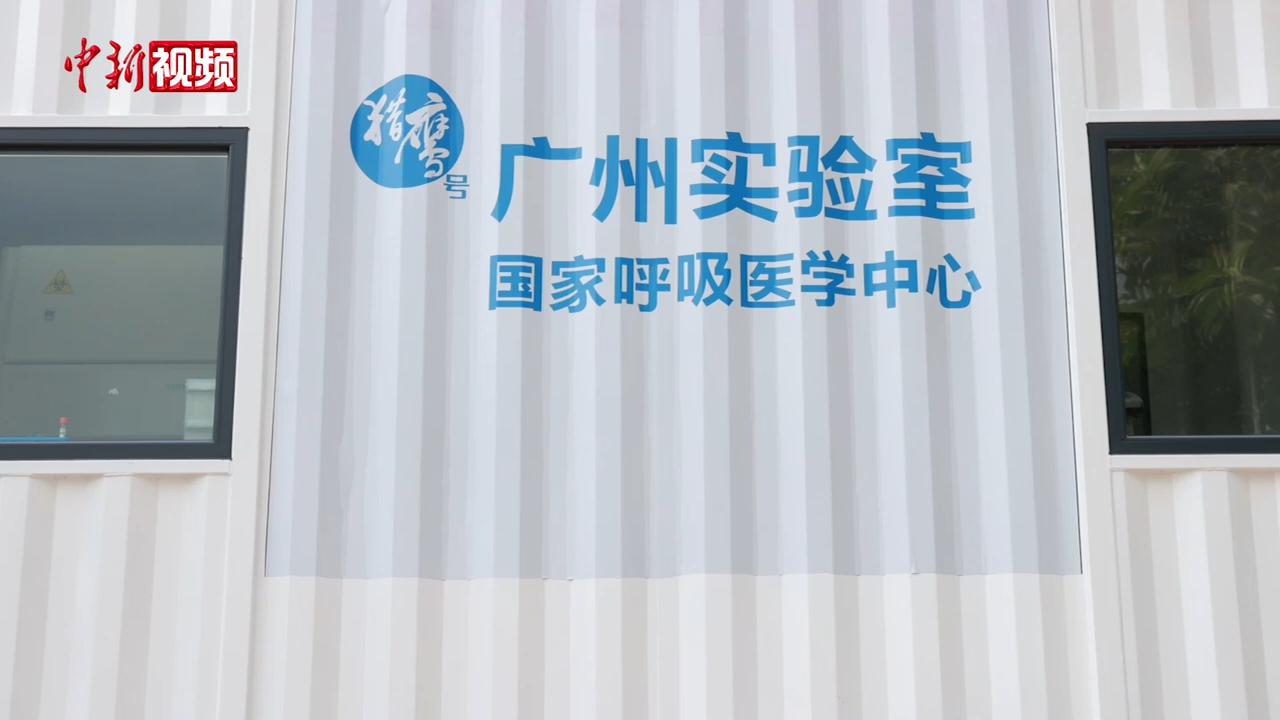 中新视频
猎鹰号
广州实验室
国家呼吸医学中心